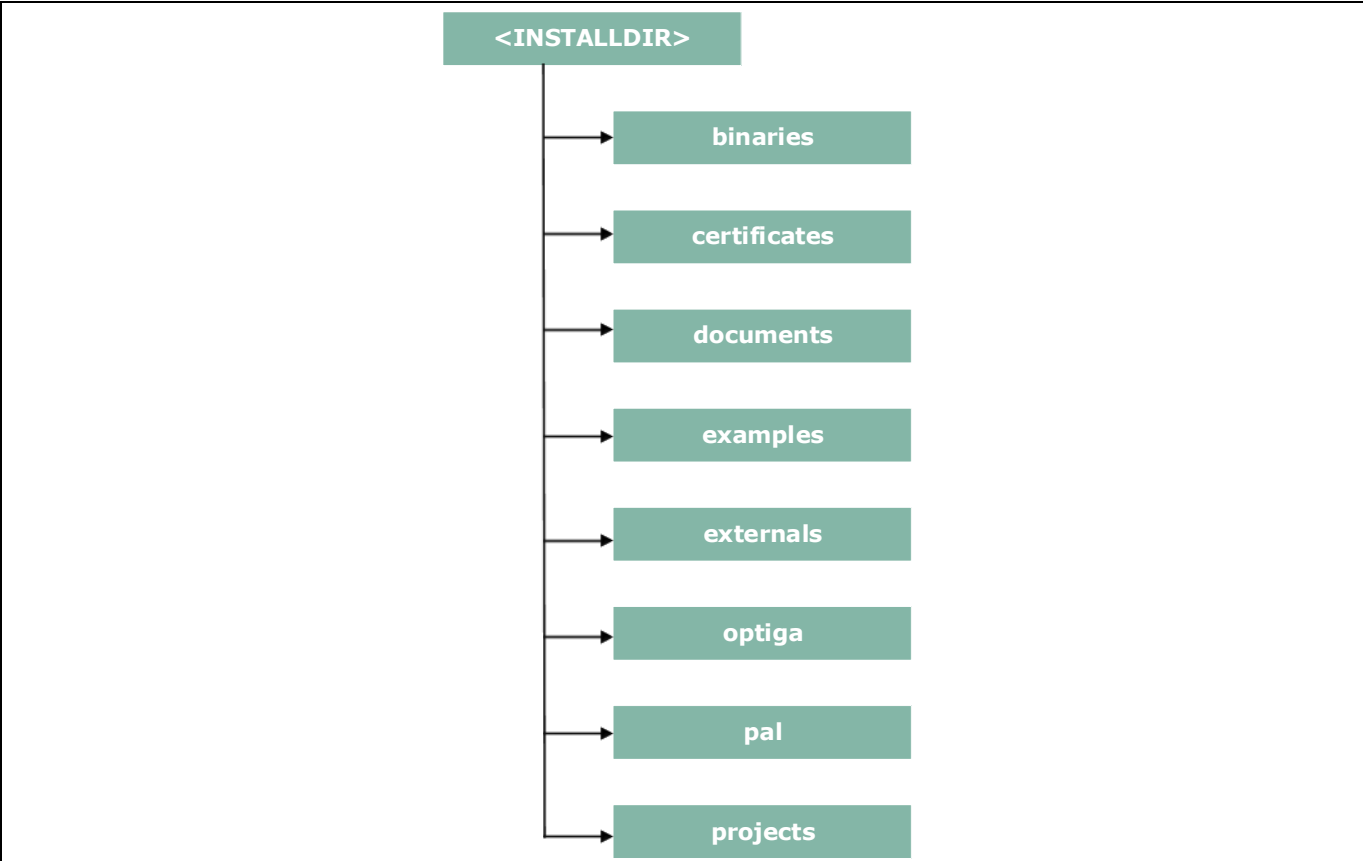 <INSTALLDIR>
binaries
certificates
documents
examples
externals
optiga
pal
projects